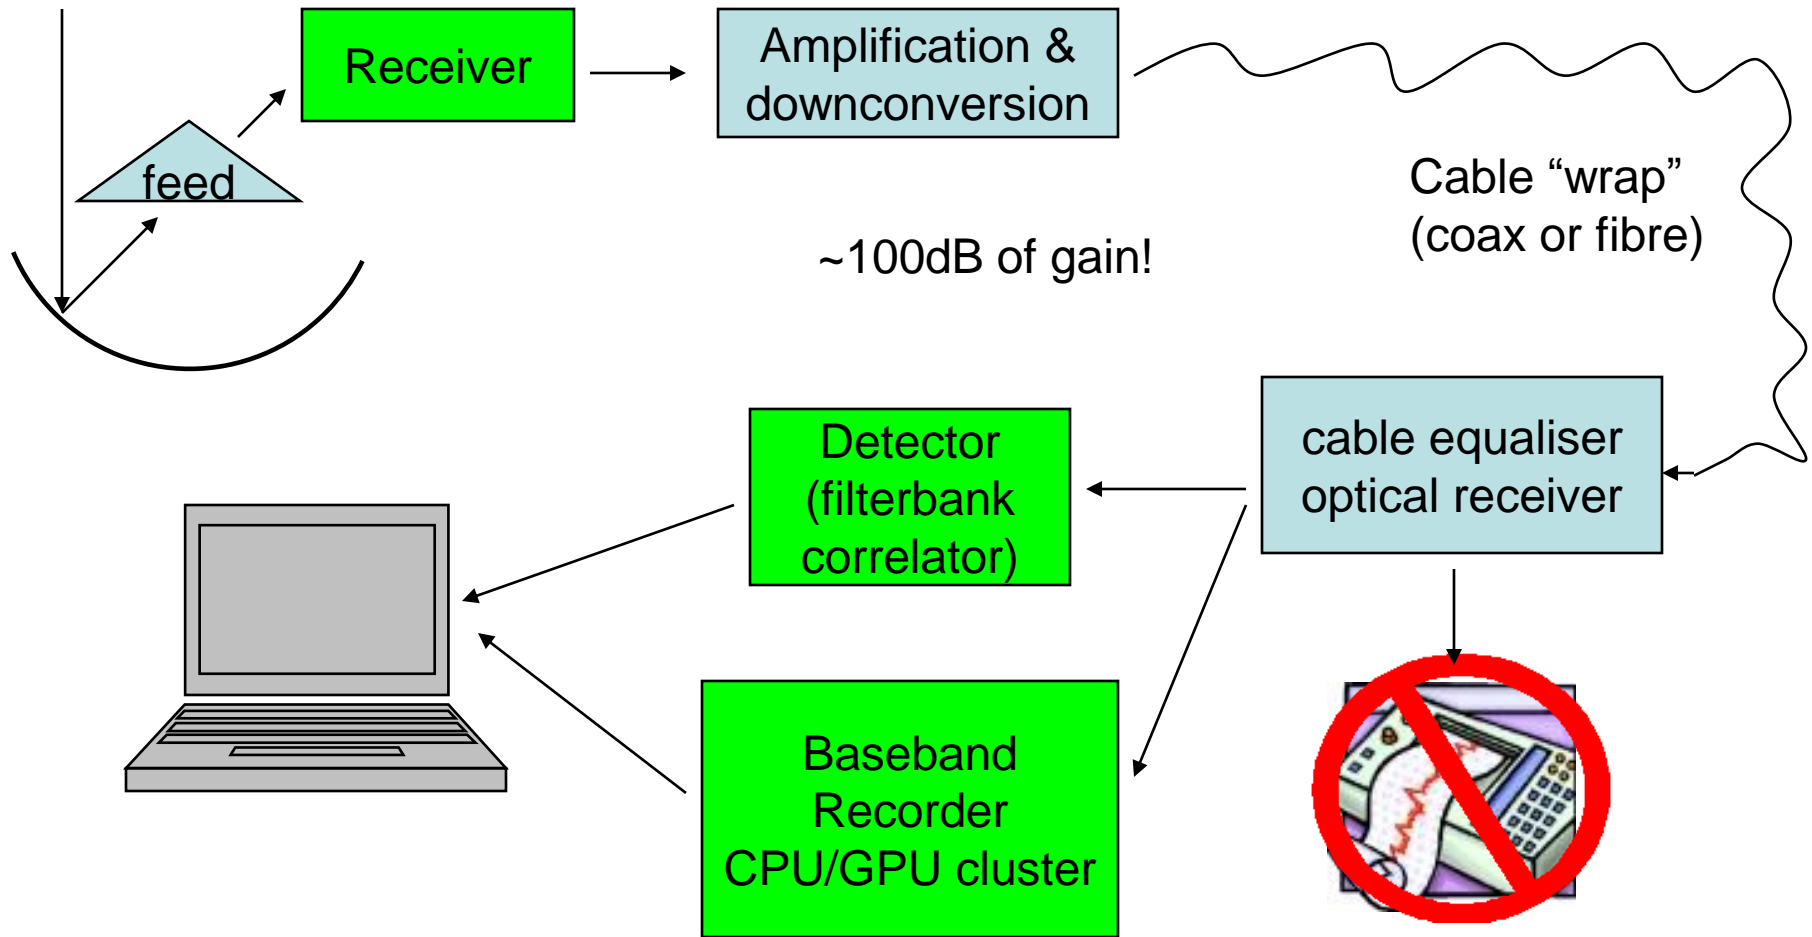 Receiver
Amplification &
downconversion
feed
Cable “wrap”
(coax or fibre)
~100dB of gain!
Detector
(filterbank
correlator)
cable equaliser
optical receiver
Baseband
Recorder
CPU/GPU cluster